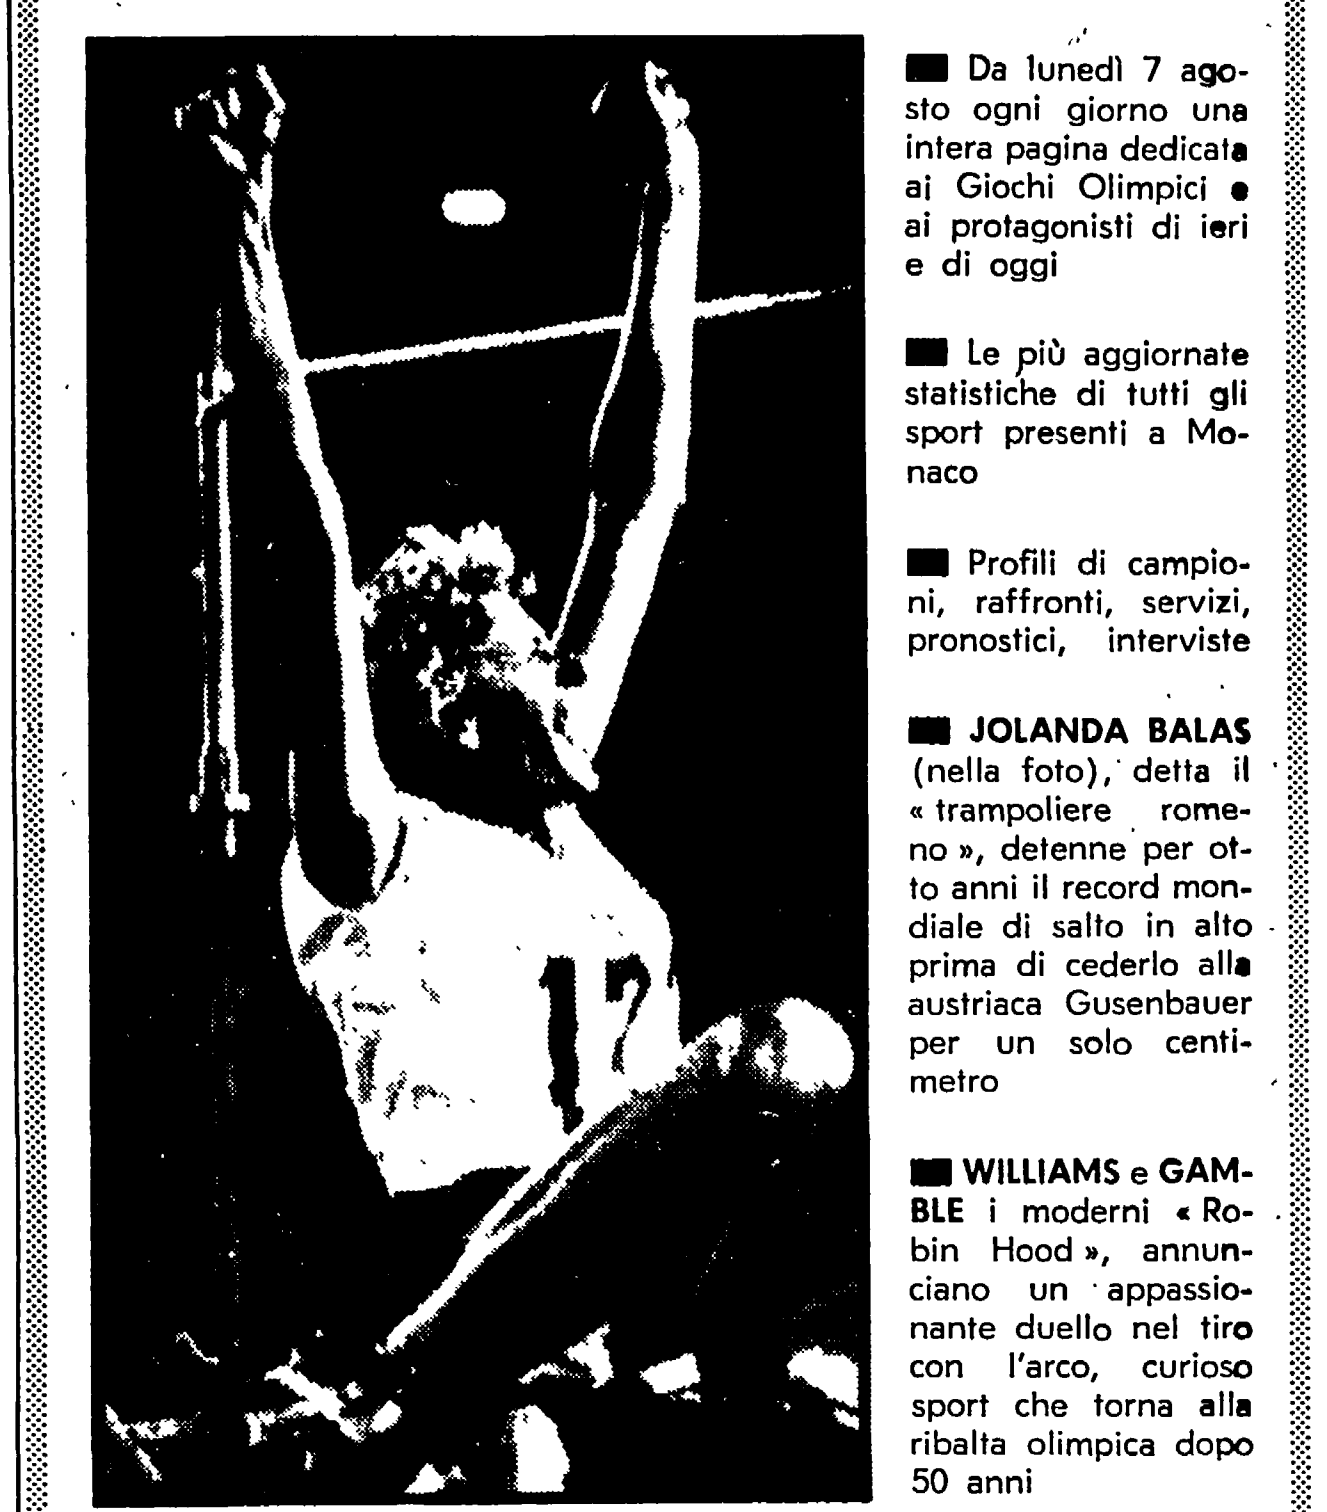 17
■ Da lunedì 7 ago-
sto ogni giorno una
intera pagina dedicata
ai Giochi Olimpici e
ai protagonisti di ieri
e di oggi
■ Le più aggiornate
statistiche di tutti gli
sport presenti a Mo-
naco
■ Profili di campio-
ni, raffronti, servizi,
pronostici, interviste
■ JOLANDA BALAS
(nella foto), detta il
« trampoliere rome-
no », detenne per ot-
to anni il record mon-
diale di salto in alto
prima di cederlo alla
austriaca Gusenbauer
per un solo centi-
metro
■ WILLIAMS e GAM-
BLE i moderni « Ro-
bin Hood », annun-
ciano un appassio-
nante duello nel tiro
con l'arco, curioso
sport che torna alla
ribalta olimpica dopo
50 anni